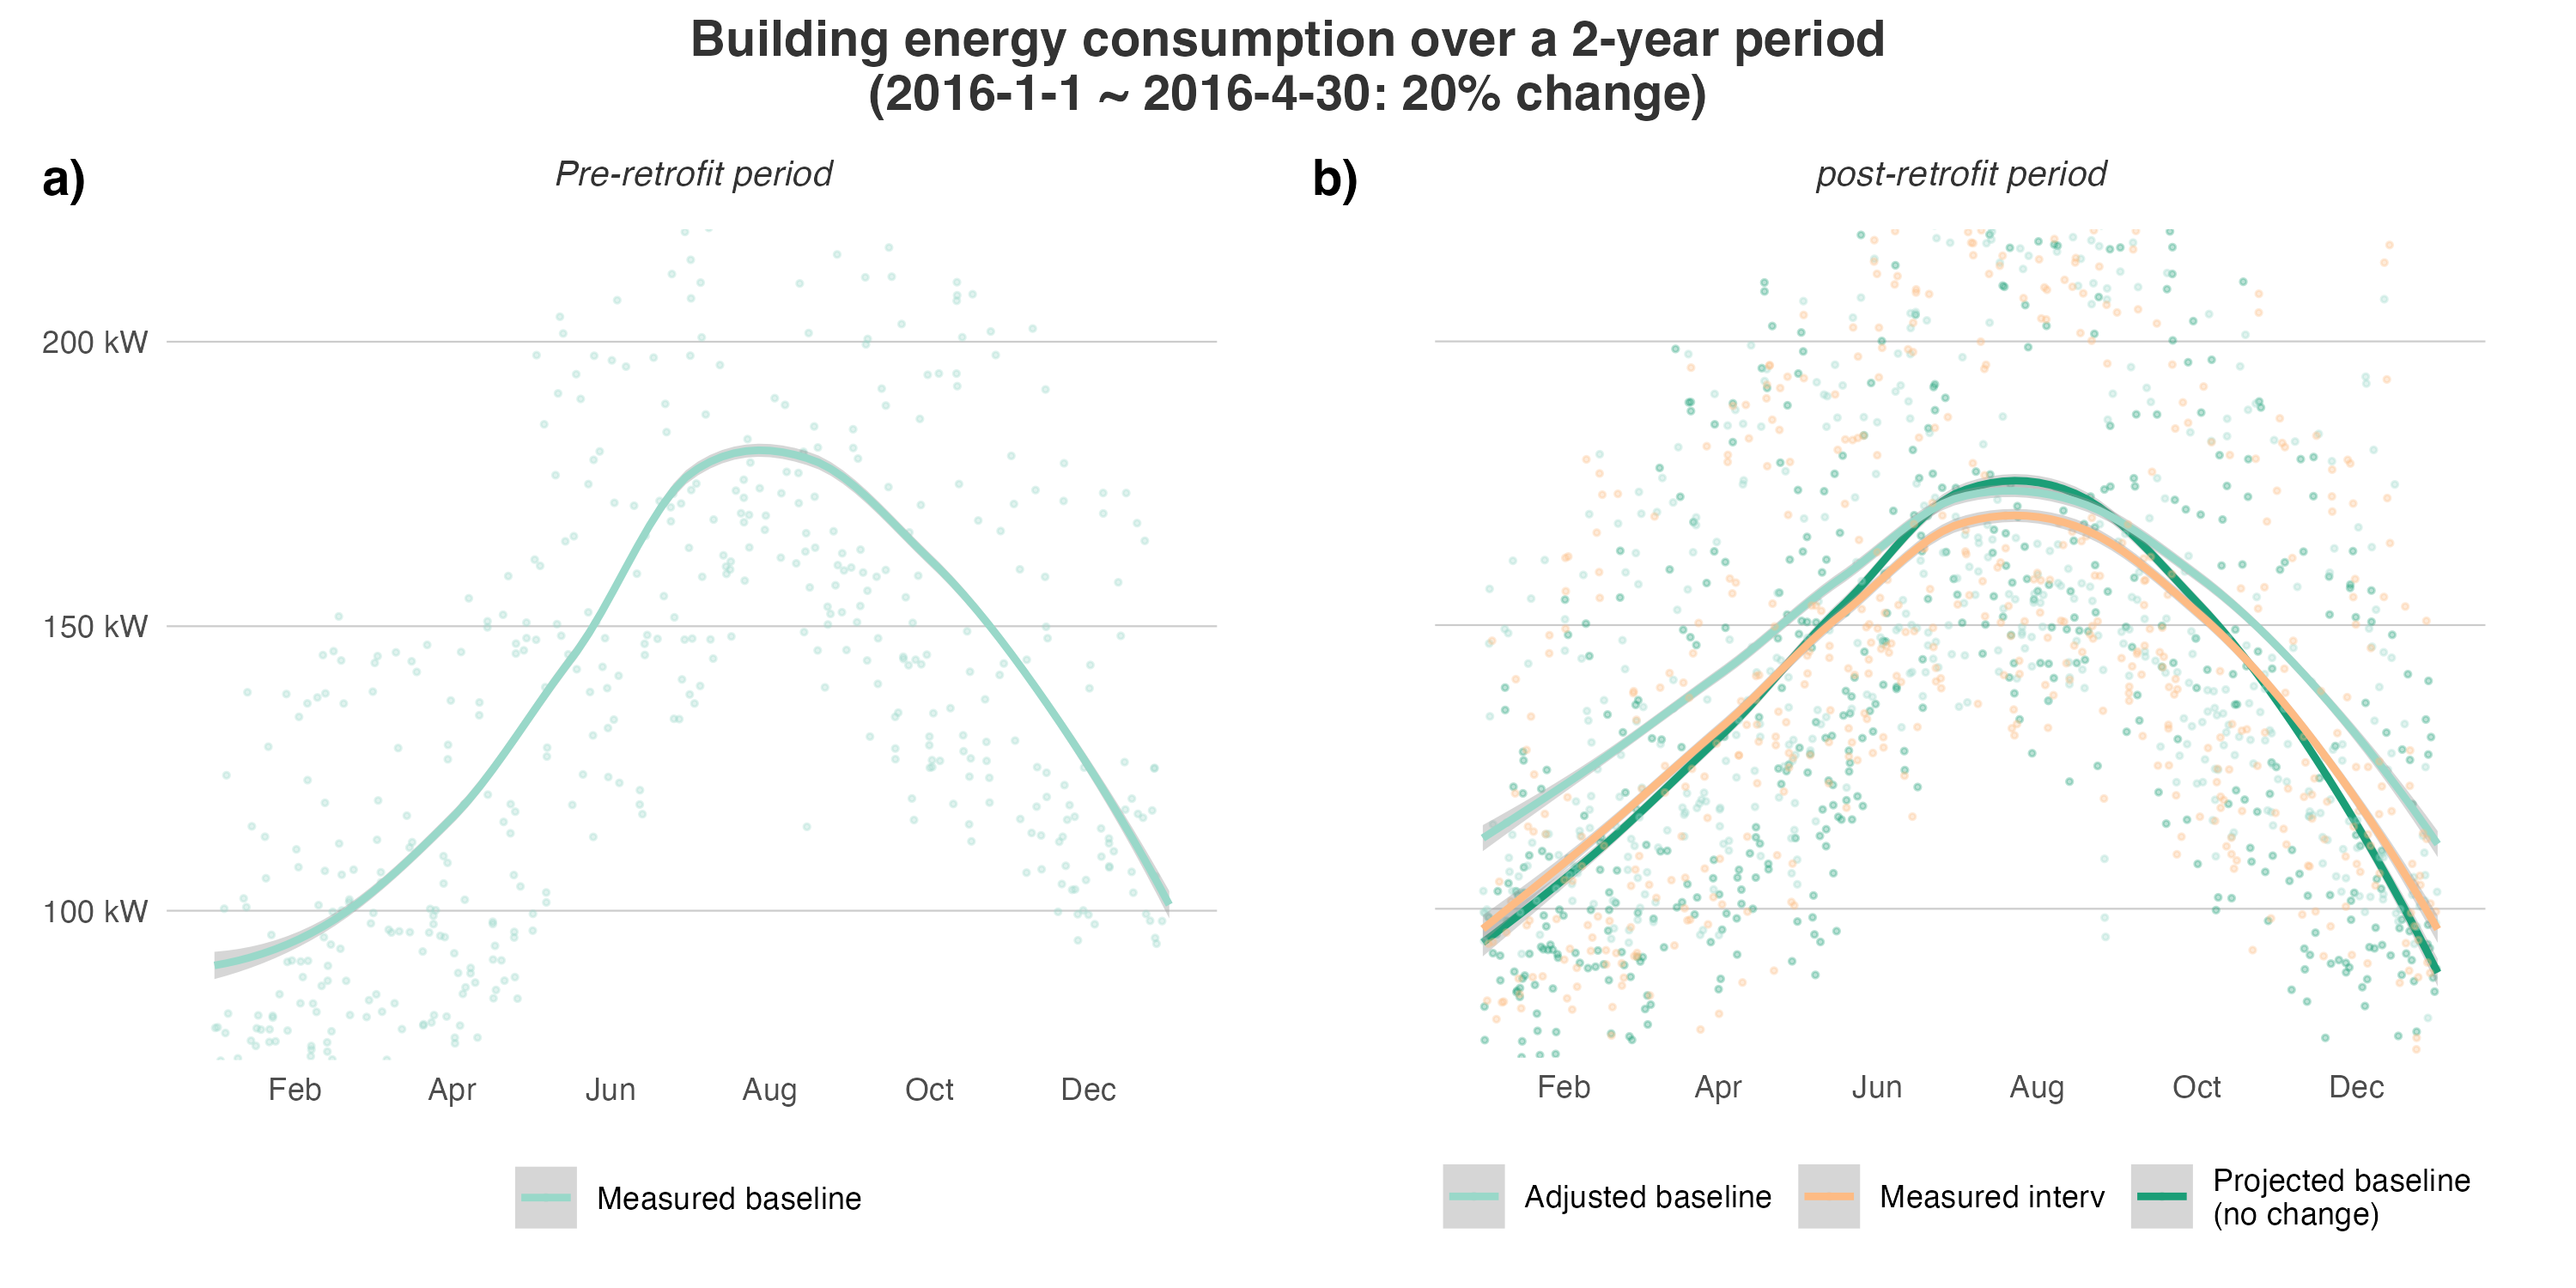 Building energy consumption over a 2-year period
(2016-1-1 ~ 2016-4-30: 20% change)
a)
Pre-retrofit period
200 kW
150 kW
100 kW
Feb Apr Jun Aug Oct Dec
Measured baseline
b)
post-retrofit period
Feb Apr Jun Aug Oct Dec
Adjusted baseline
Measured interv
Projected baseline
(no change)